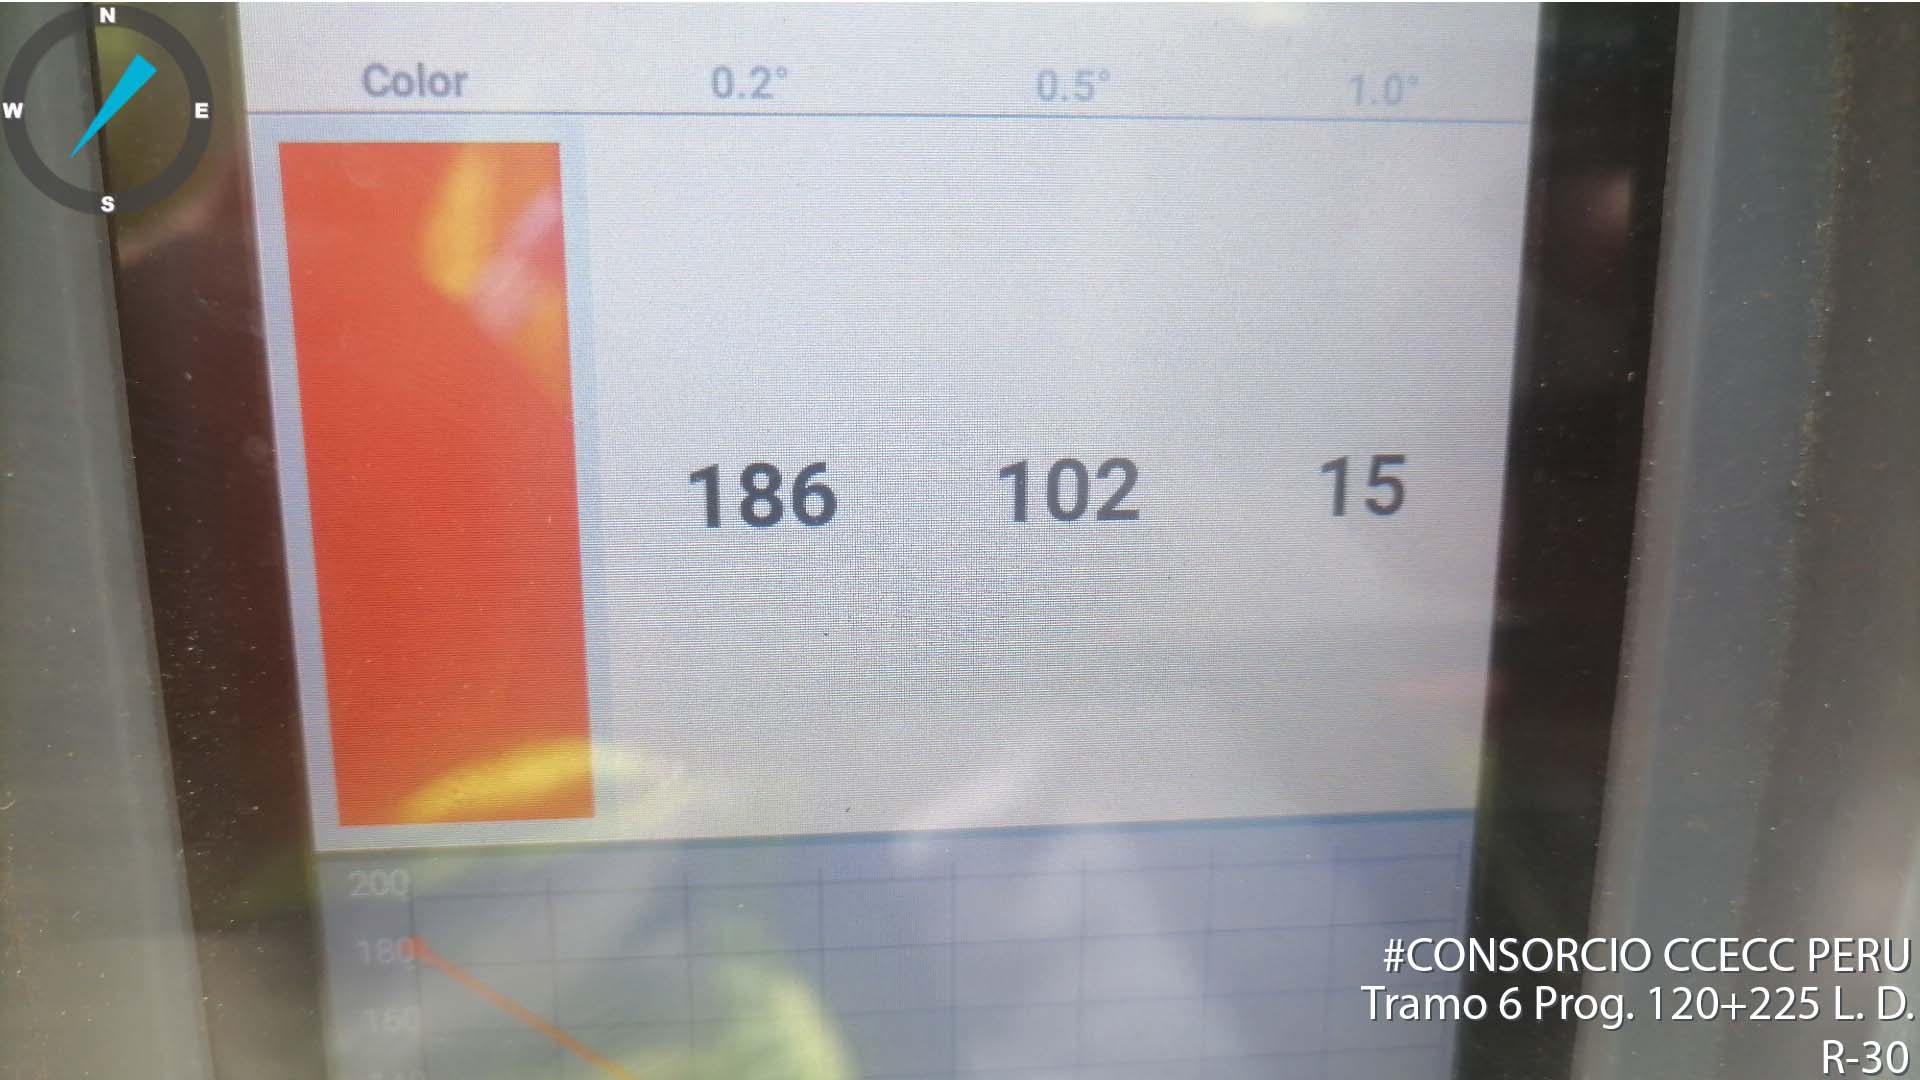 N
W E
S
Color 0.2° 0.5° 1.0°
186 102 15
200
180
160
#CONSORCIO CCECC PERU
Tramo 6 Prog. 120+225 L. D.
R-30